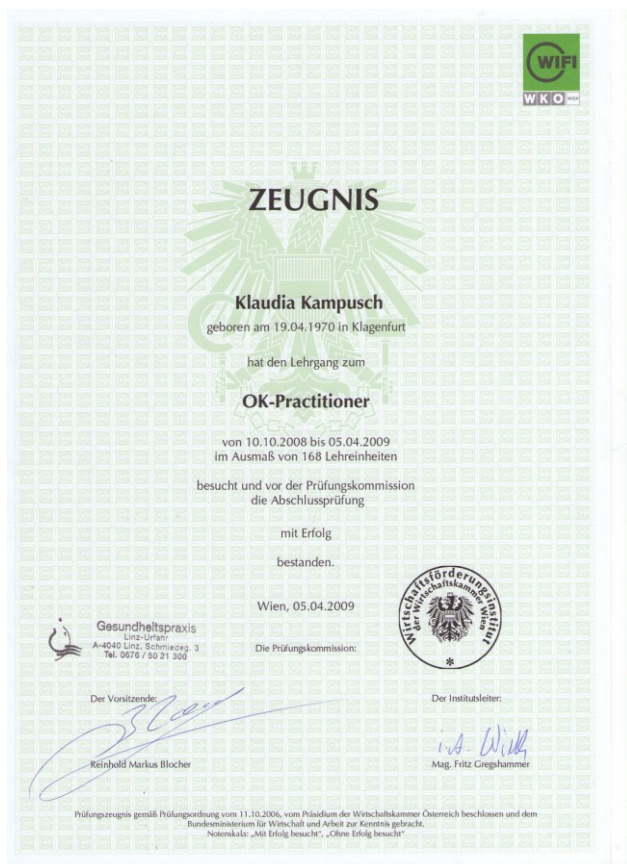 WIFI
WKO WIEN
ZEUGNIS
Klaudia Kampusch
geboren am 19.04.1970 in Klagenfurt
hat den Lehrgang zum
OK-Practitioner
von 10.10.2008 bis 05.04.2009
im Ausmaß von 168 Lehreinheiten
besucht und vor der Prüfungskommission
die Abschlussprüfung
mit Erfolg
bestanden.
Wien, 05.04.2009
Wirtschaftsförderungsinstitut
der Wirtschaftskammer Wien
*
Gesundheitspraxis
Linz-Urfahr
A-4040 Linz, Schmiedeg. 3
Tel. 0676 / 50 21 300
Die Prüfungskommission:
Der Vorsitzende:
Der Institutsleiter:
i.A.
Reinhold Markus Blocher
Mag. Fritz Gregshammer
Prüfungszeugnis gemäß Prüfungsordnung vom 11.10.2006, vom Präsidium der Wirtschaftskammer Österreich beschlossen und dem
Bundesministerium für Wirtschaft und Arbeit zur Kenntnis gebracht.
Notenskala: „Mit Erfolg besucht“, „Ohne Erfolg besucht“